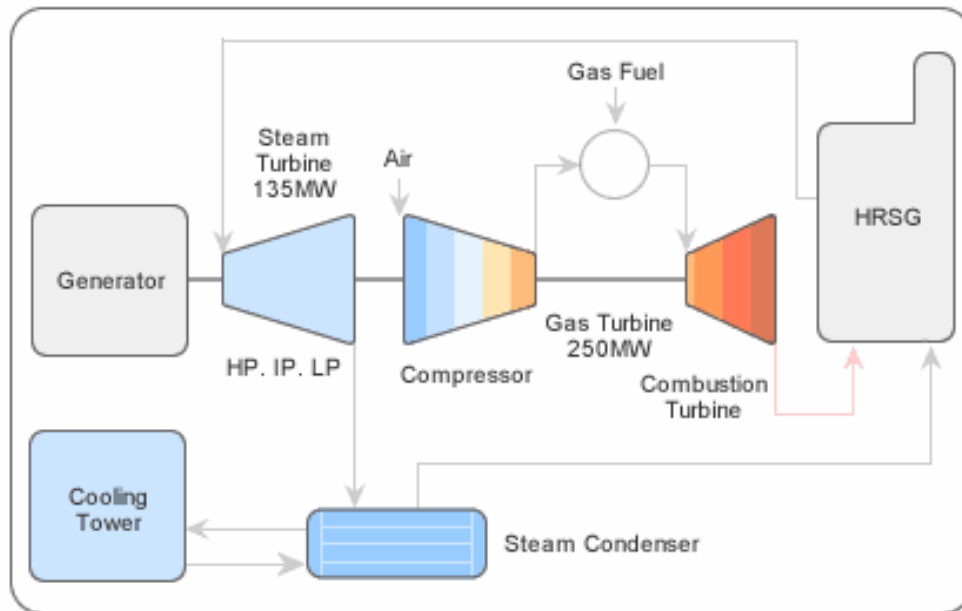 Gas Fuel
Steam
Turbine
135MW
Air
HRSG
Generator
Gas Turbine
250MW
HP. IP. LP
Compressor
Combustion
Turbine
Cooling
Tower
Steam Condenser